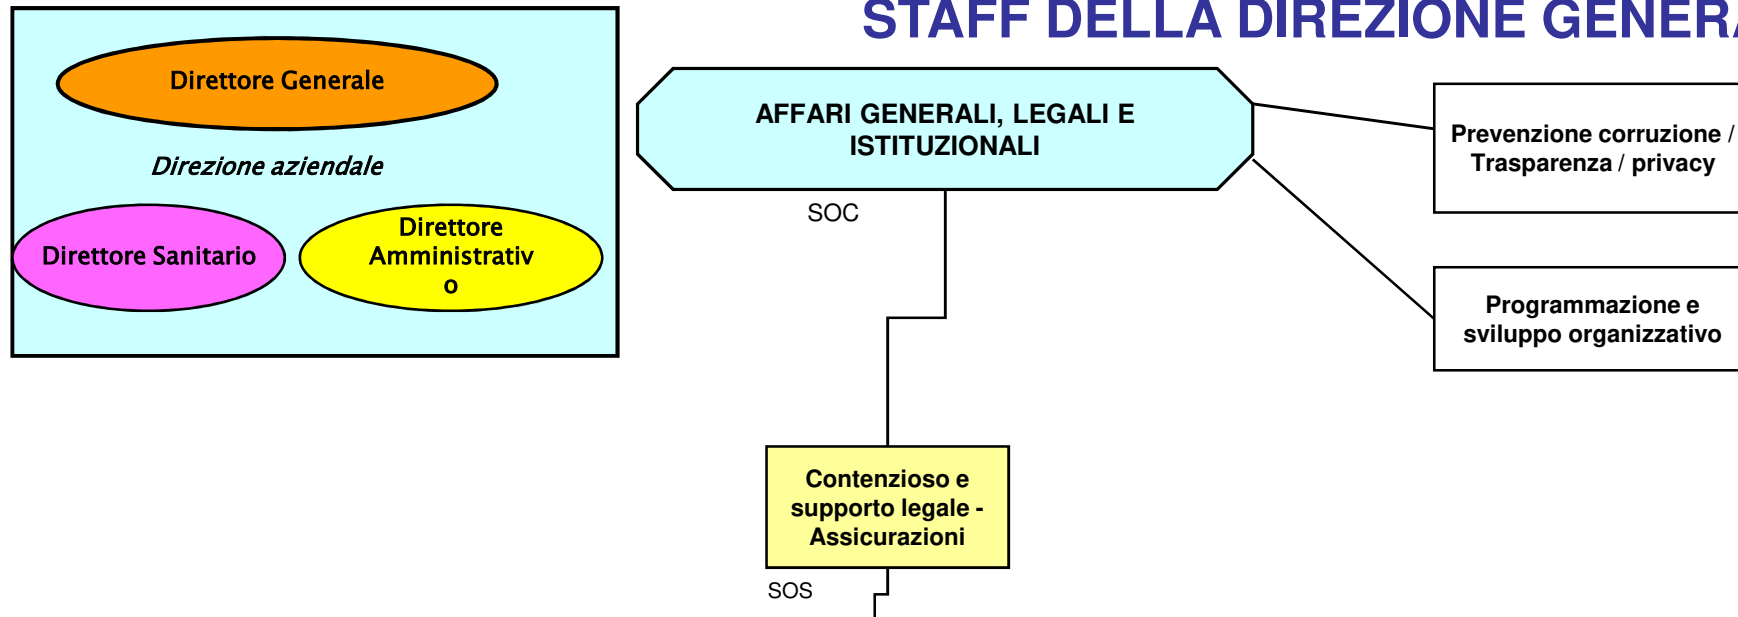 STAFF DELLA DIREZIONE GENERA
Direttore Generale
Direzione aziendale
Direttore Sanitario
Direttore
Amministrativ
o
AFFARI GENERALI, LEGALI E
ISTITUZIONALI
SOC
Prevenzione corruzione /
Trasparenza / privacy
Programmazione e
sviluppo organizzativo
Contenzioso e
supporto legale -
Assicurazioni
SOS